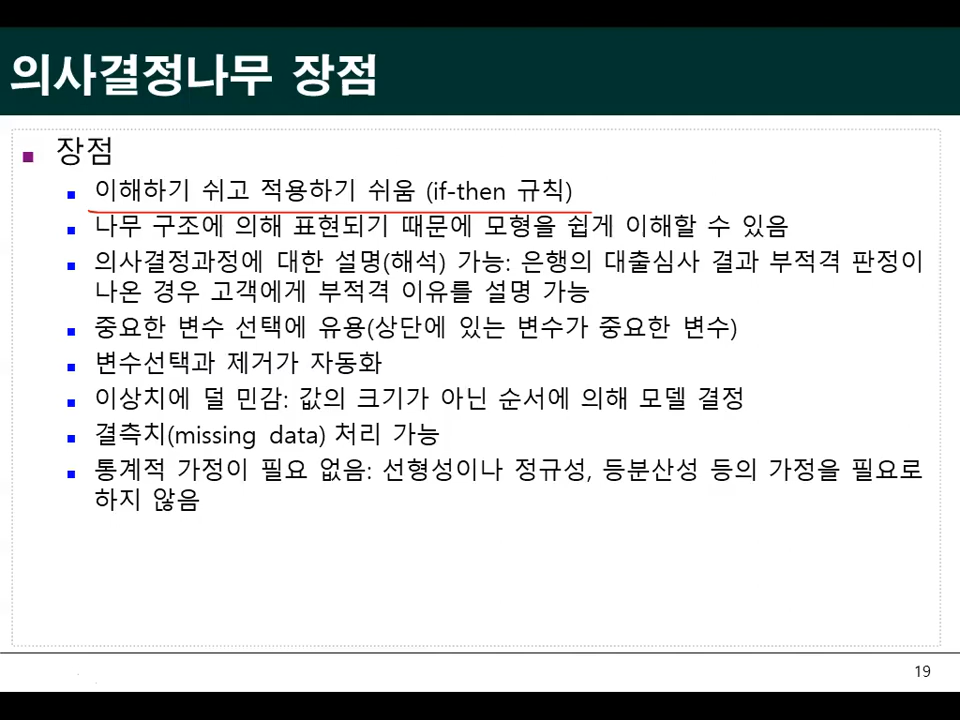 의사결정나무 장점
장점
이해하기 쉬고 적용하기 쉬움 (if-then 규칙)
나무 구조에 의해 표현되기 때문에 모형을 쉽게 이해할 수 있음
의사결정과정에 대한 설명(해석) 가능: 은행의 대출심사 결과 부적격 판정이
나온 경우 고객에게 부적격 이유를 설명 가능
중요한 변수 선택에 유용(상단에 있는 변수가 중요한 변수)
변수선택과 제거가 자동화
이상치에 덜 민감: 값의 크기가 아닌 순서에 의해 모델 결정
결측치(missing data) 처리 가능
통계적 가정이 필요 없음: 선형성이나 정규성, 등분산성 등의 가정을 필요로
하지 않음
19